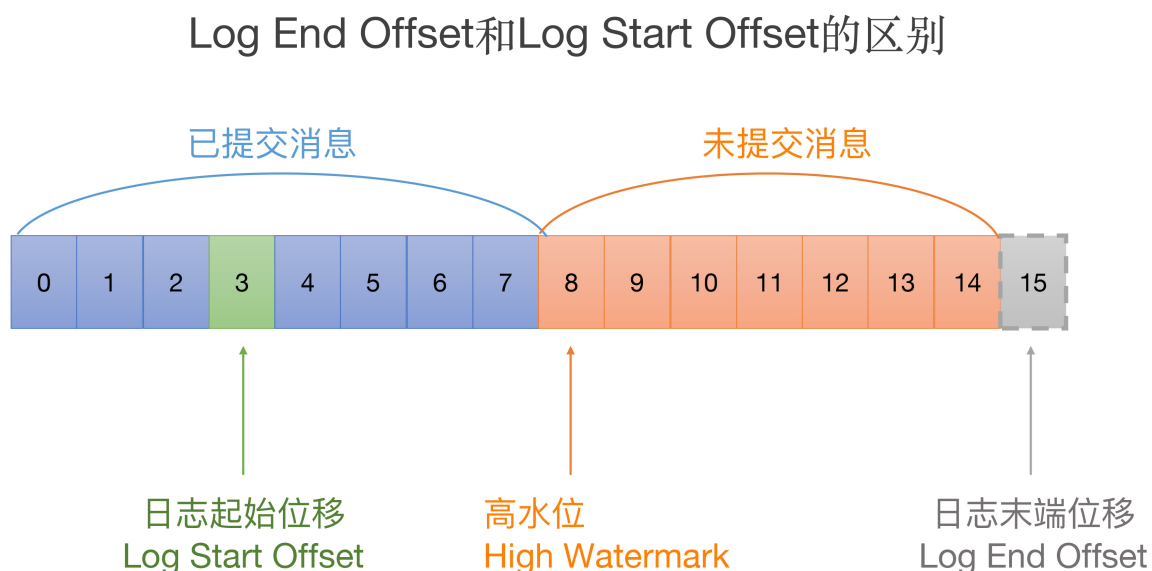 Log End Offset和Log Start Offset的区别
已提交消息 未提交消息
0 1 2 3 4 5 6 7 8 9 10 11 12 13 14 15
日志起始位移 高水位 日志末端位移
Log Start Offset High Watermark Log End Offset